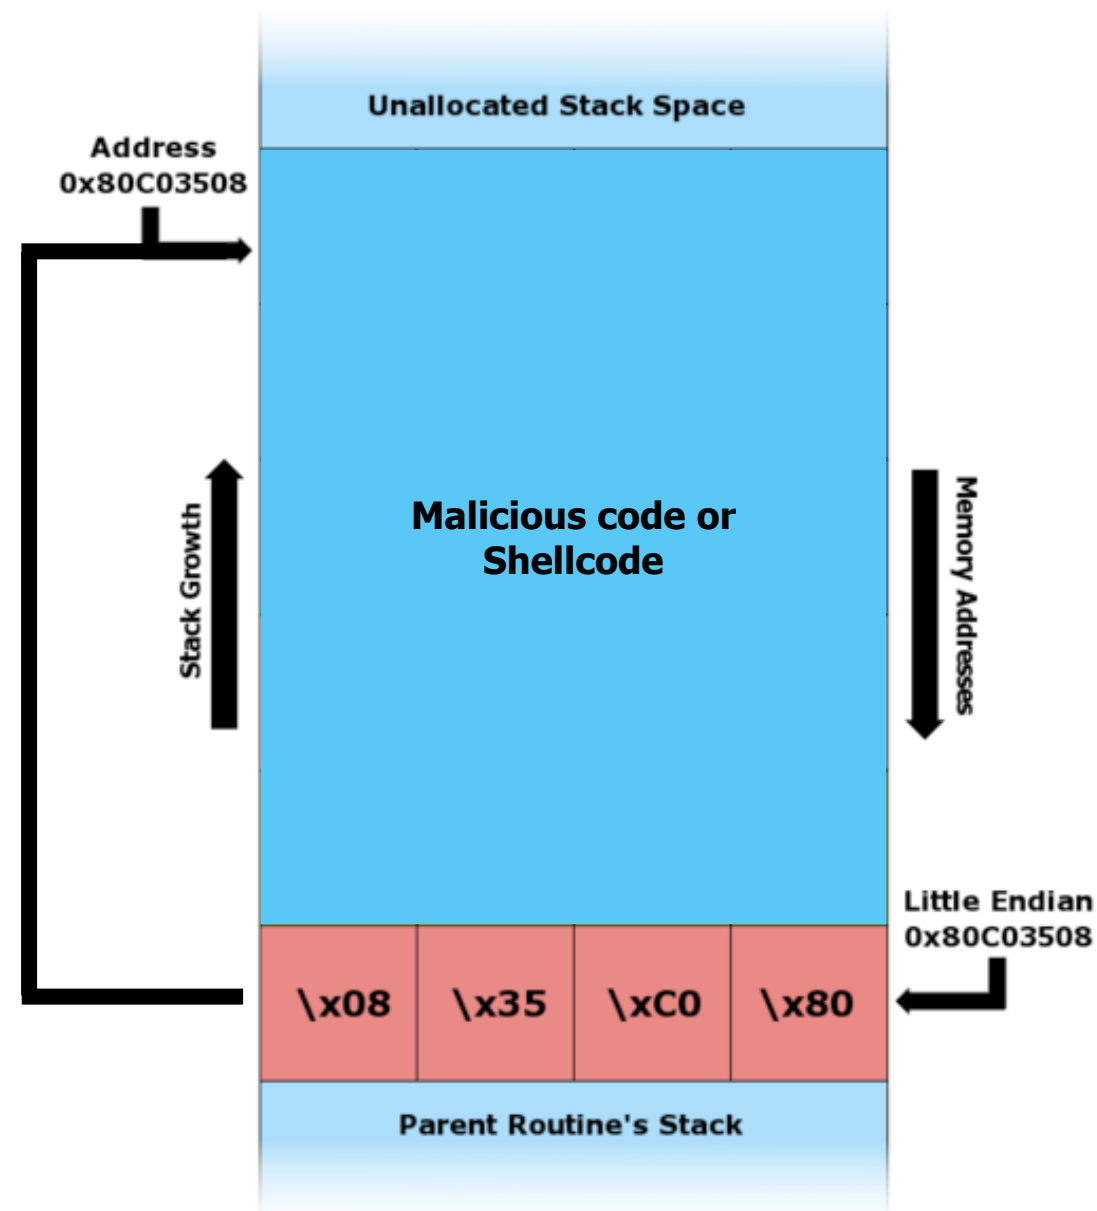 Unallocated Stack Space
Address
0x80C03508
Malicious code or
Shellcode
Stack Growth
Memory Addresses
Little Endian
0x80C03508
\x08 \x35 \xC0 \x80
Parent Routine's Stack